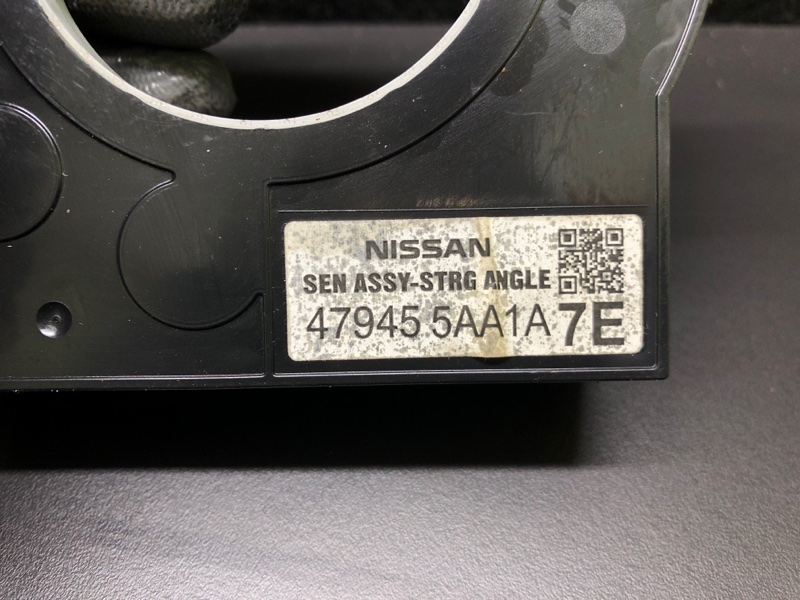 NISSAN
SEN ASSY-STRG ANGLE
47945 5AA1A 7E